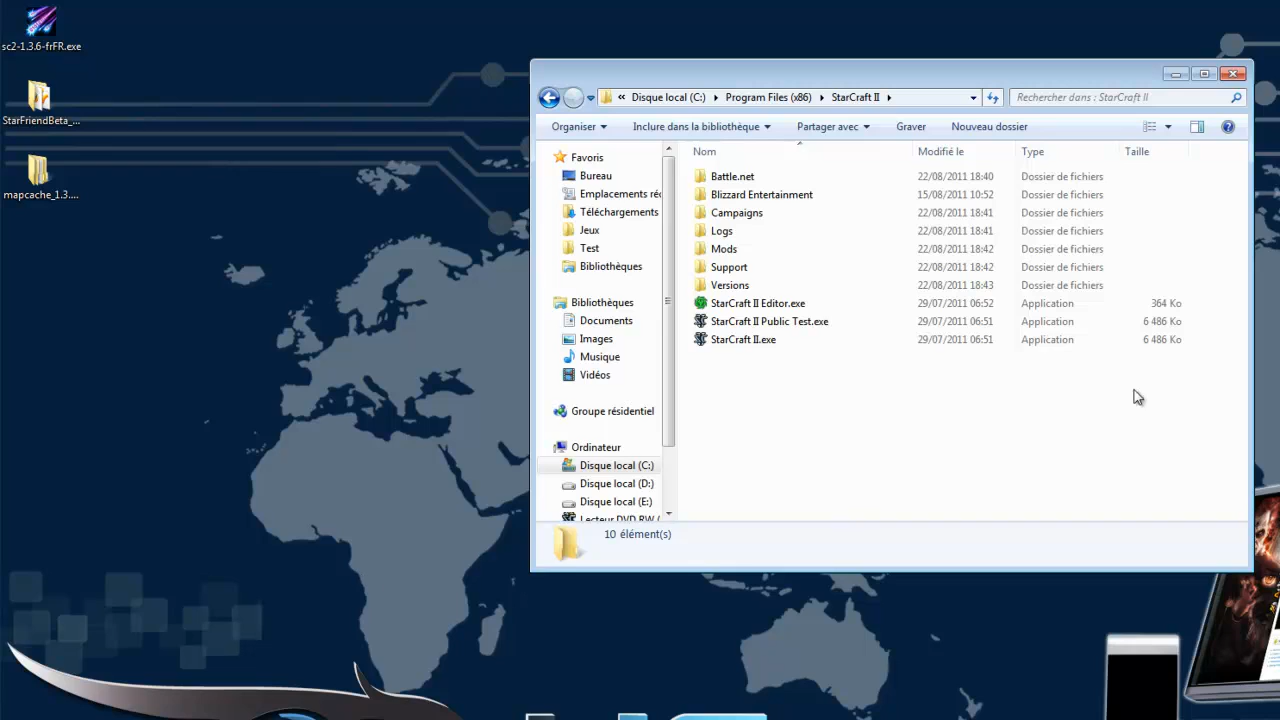 sc2-1.3.6-frFR.exe
StarFriendBeta_...
mapcache_1.3....
« Disque local (C:) Program Files (x86) StarCraft II
Rechercher dans : StarCraft II
Organiser Inclure dans la bibliothèque Partager avec Graver Nouveau dossier
Favoris
Bureau
Emplacements réc
Téléchargements
Jeux
Test
Bibliothèques
Bibliothèques
Documents
Images
Musique
Vidéos
Groupe résidentiel
Ordinateur
Disque local (C:)
Disque local (D:)
Disque local (E:)
Lecteur DVD RW (
Nom Modifié le Type Taille
Battle.net 22/08/2011 18:40 Dossier de fichiers
Blizzard Entertainment 15/08/2011 10:52 Dossier de fichiers
Campaigns 22/08/2011 18:41 Dossier de fichiers
Logs 22/08/2011 18:41 Dossier de fichiers
Mods 22/08/2011 18:42 Dossier de fichiers
Support 22/08/2011 18:42 Dossier de fichiers
Versions 22/08/2011 18:43 Dossier de fichiers
StarCraft II Editor.exe 29/07/2011 06:52 Application 364 Ko
StarCraft II Public Test.exe 29/07/2011 06:51 Application 6 486 Ko
StarCraft II.exe 29/07/2011 06:51 Application 6 486 Ko
10 élément(s)